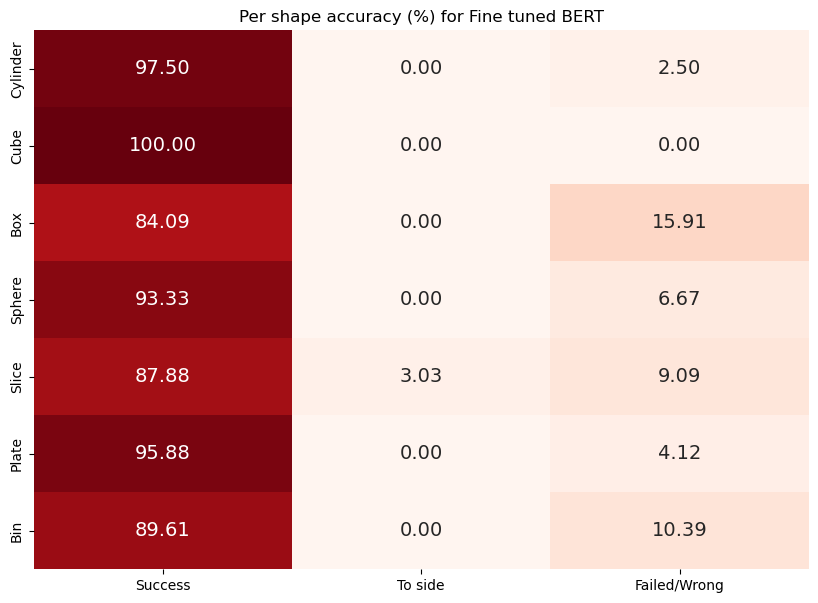 Per shape accuracy (%) for Fine tuned BERT
Cylinder 97.50 0.00 2.50
Cube 100.00 0.00 0.00
Box 84.09 0.00 15.91
Sphere 93.33 0.00 6.67
Slice 87.88 3.03 9.09
Plate 95.88 0.00 4.12
Bin 89.61 0.00 10.39
Success To side Failed/Wrong